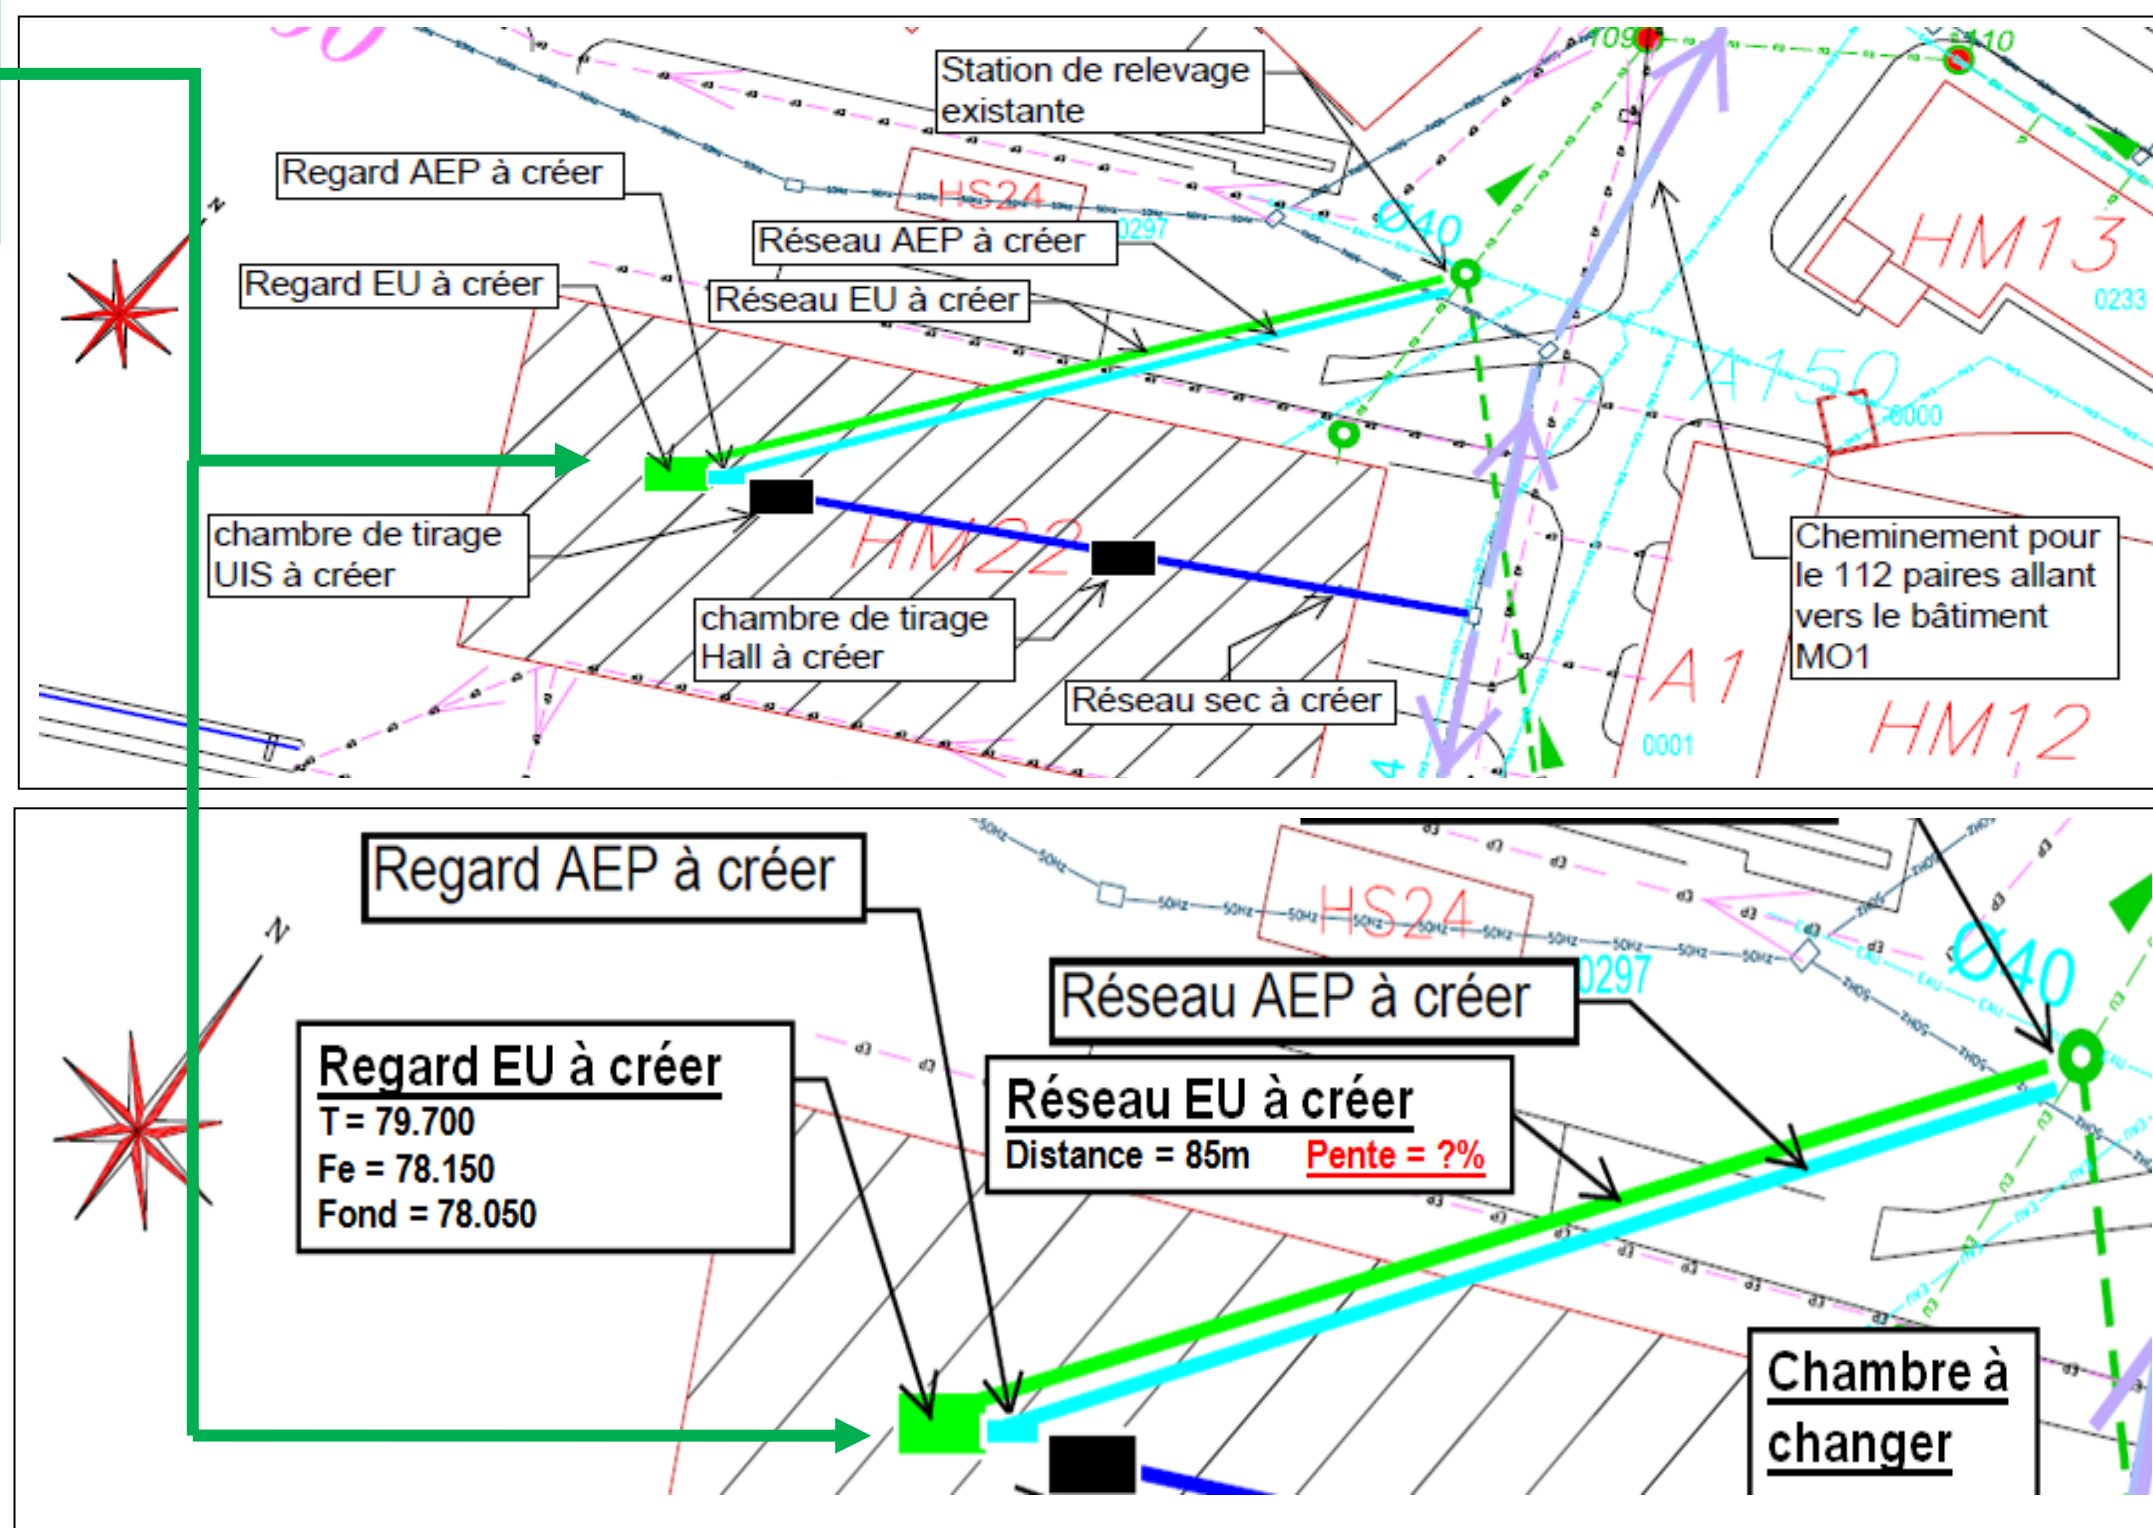 109
110
Station de relevage
existante
Regard AEP à créer
N
HS24
Ø40
0297
HM13
Réseau AEP à créer
Regard EU à créer
Réseau EU à créer
0233
A150
0000
chambre de tirage
UIS à créer
HM22
Cheminement pour
le 112 paires allant
vers le bâtiment
MO1
chambre de tirage
Hall à créer
A1
Réseau sec à créer
HM12
0001
4
Regard AEP à créer
HS24
N
Ø40
0297
Réseau AEP à créer
Regard EU à créer
T = 79.700
Fe = 78.150
Fond = 78.050
Réseau EU à créer
Distance = 85m Pente = ?%
Chambre à
changer